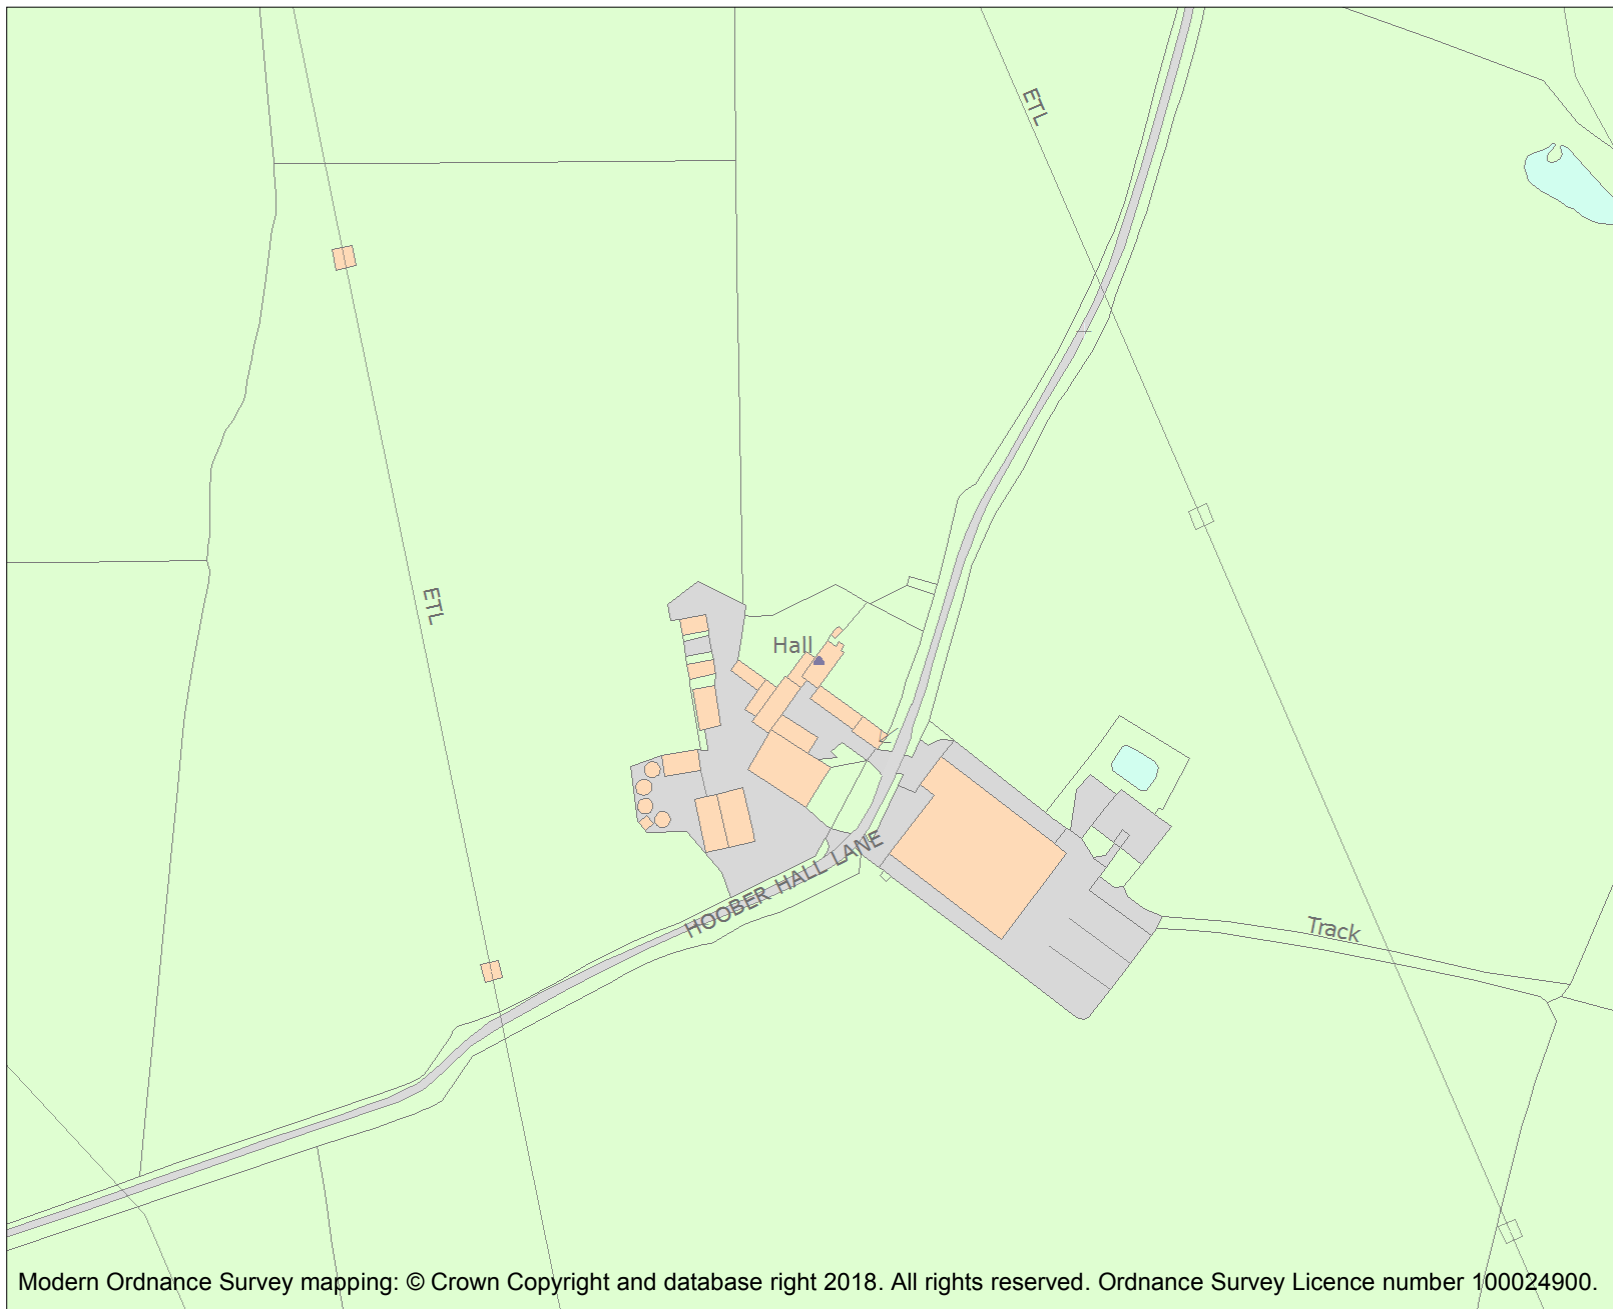 ETL
ETL
Hall
HOOBER HALL LANE
Track
Modern Ordnance Survey mapping: © Crown Copyright and database right 2018. All rights reserved. Ordnance Survey Licence number 100024900.